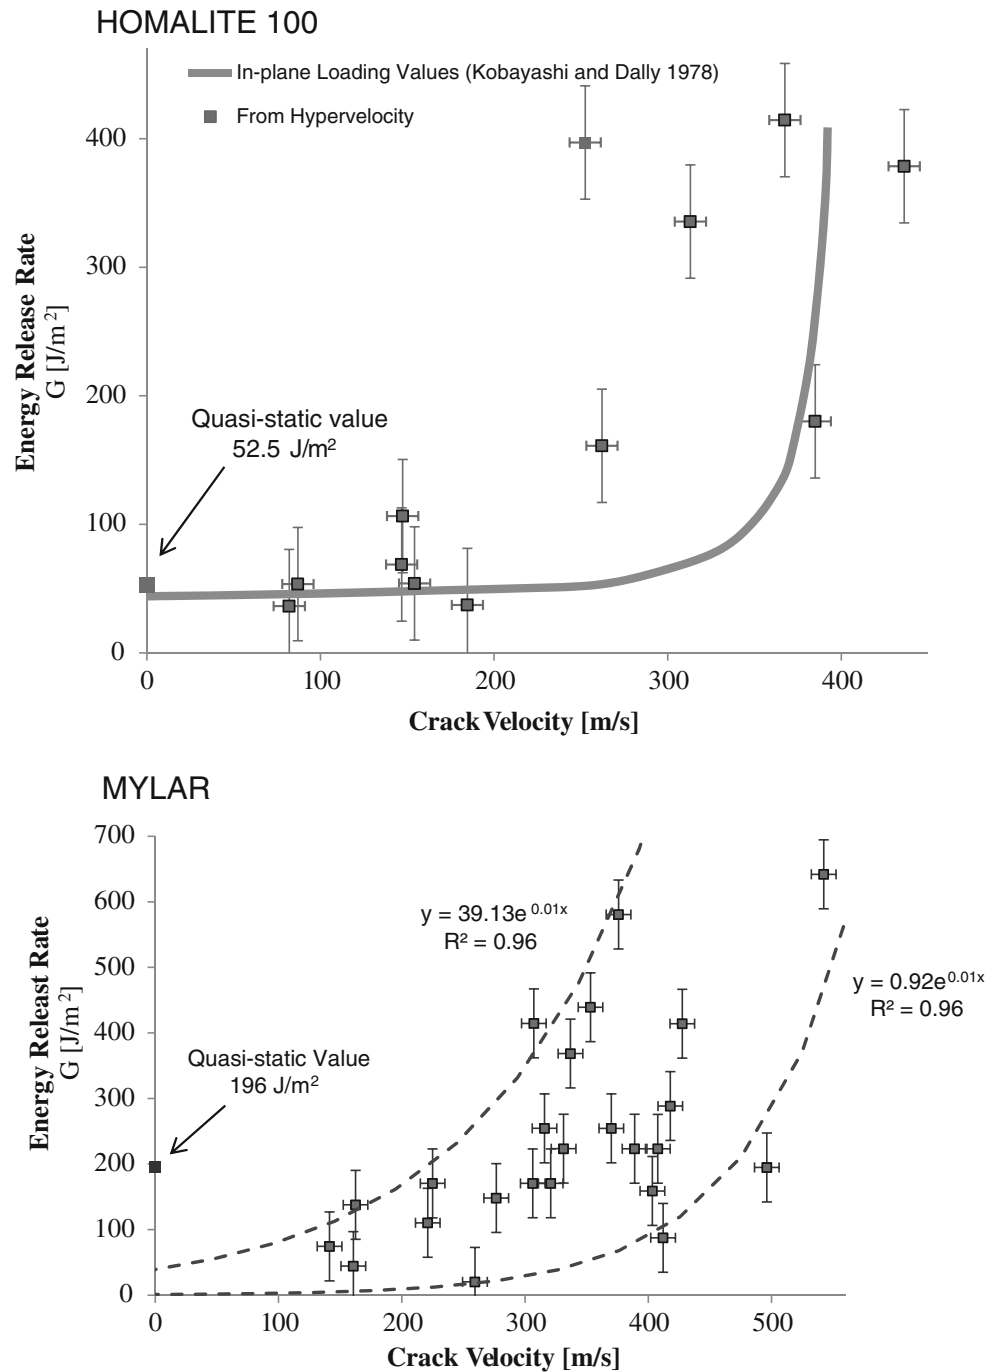 HOMALITE 100
In-plane Loading Values (Kobayashi and Dally 1978)
From Hypervelocity
400
300
200
100
0
Energy Release Rate
G [J/m²]
Quasi-static value
52.5 J/m²
0 100 200 300 400
Crack Velocity [m/s]
MYLAR
700
600
500
400
300
200
100
0
Energy Releast Rate
G [J/m²]
y = 39.13e^0.01x
R² = 0.96
y = 0.92e^0.01x
R² = 0.96
Quasi-static Value
196 J/m²
0 100 200 300 400 500
Crack Velocity [m/s]